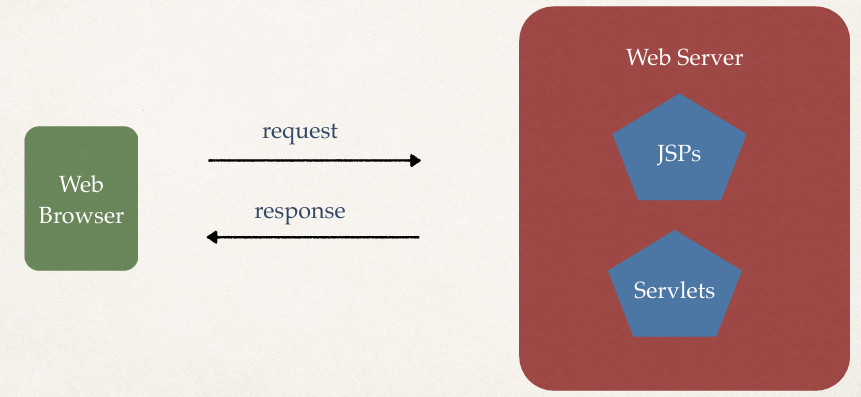 Web Server
request
JSPs
Web
Browser
response
Servlets